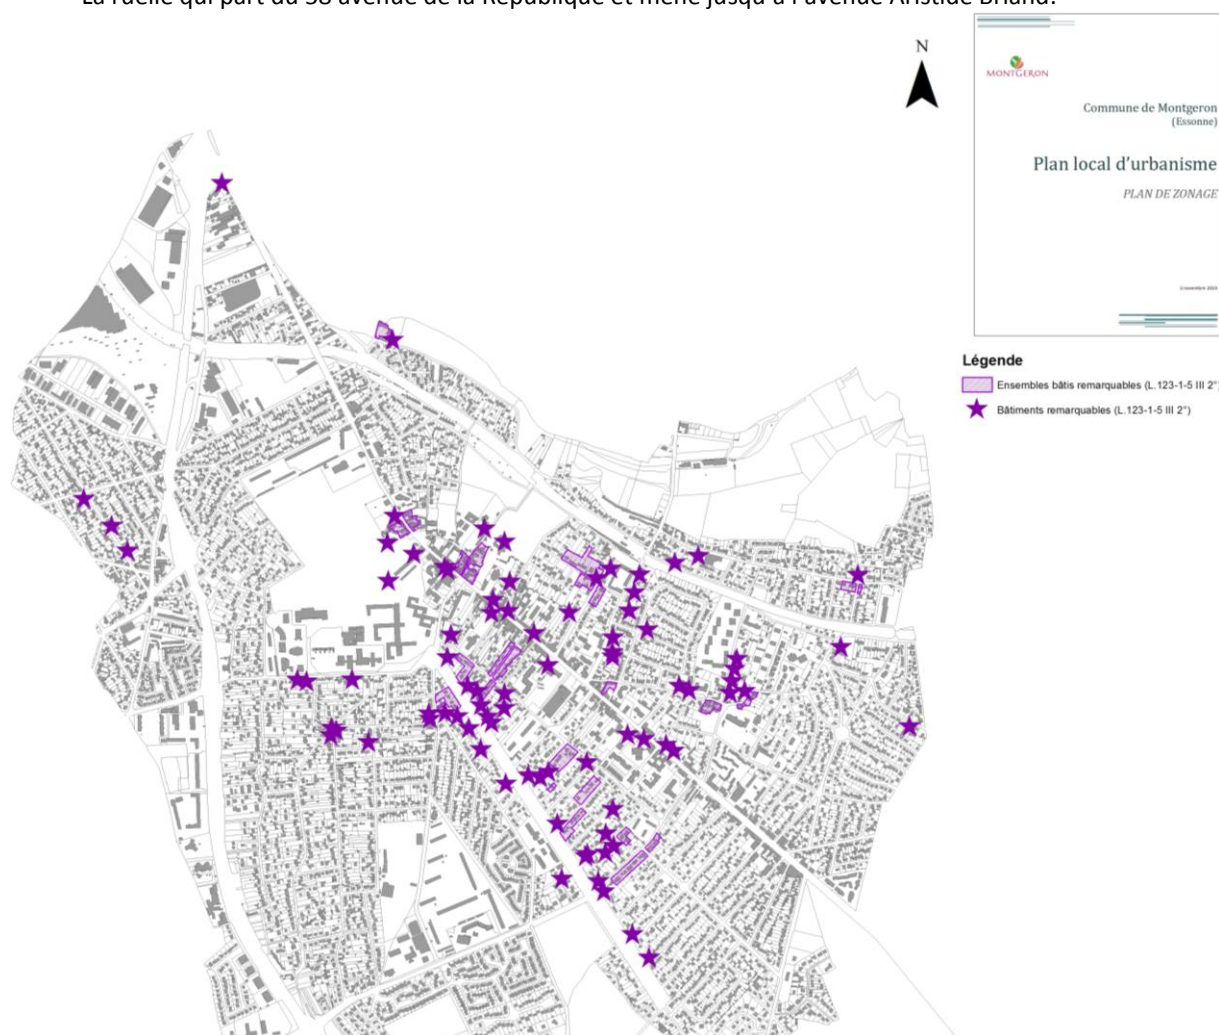 La ruelle qui part du 58 avenue de la République et mène jusqu'à l'avenue Aristide Briand.
N
MONTGERON
Commune de Montgeron
(Essonne)
Plan local d'urbanisme
PLAN DE ZONAGE
Légende
Ensembles bâtis remarquables (L.123-1-5 III 2°)
Bâtiments remarquables (L.123-1-5 III 2°)